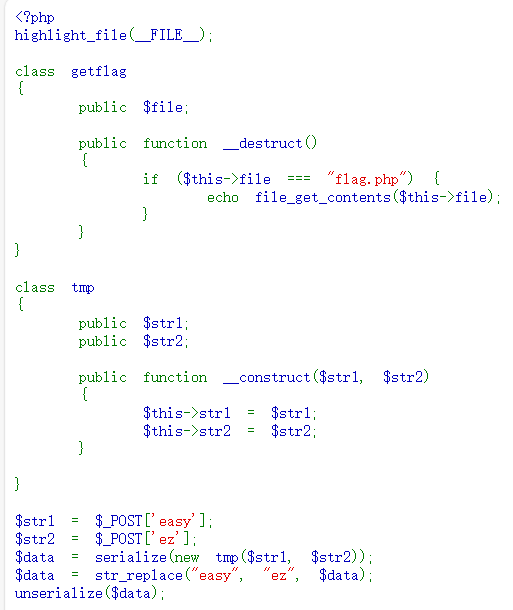 <?php
highlight_file(__FILE__);
class getflag
{
public $file;
public function __destruct()
{
if ($this->file === "flag.php") {
echo file_get_contents($this->file);
}
}
}
class tmp
{
public $str1;
public $str2;
public function __construct($str1, $str2)
{
$this->str1 = $str1;
$this->str2 = $str2;
}
}
$str1 = $_POST['easy'];
$str2 = $_POST['ez'];
$data = serialize(new tmp($str1, $str2));
$data = str_replace("easy", "ez", $data);
unserialize($data);